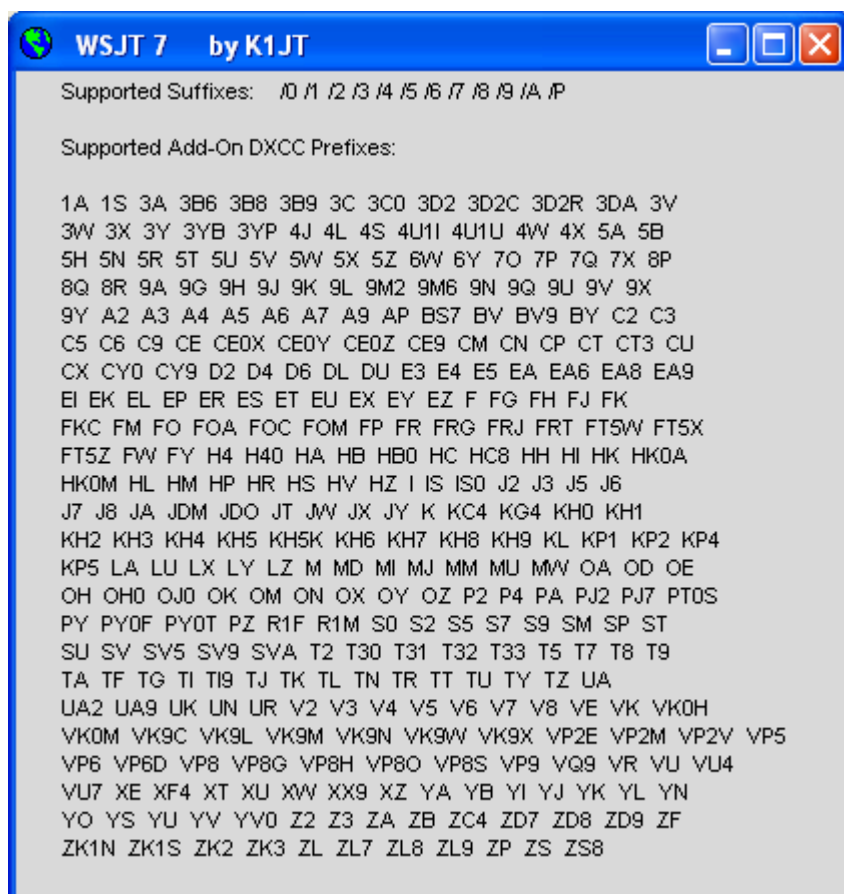 WSJT 7 by K1JT
Supported Suffixes: /0 /1 /2 /3 /4 /5 /6 /7 /8 /9 /A /P
Supported Add-On DXCC Prefixes:
1A 1S 3A 3B6 3B8 3B9 3C 3C0 3D2 3D2C 3D2R 3DA 3V
3W 3X 3Y 3YB 3YP 4J 4L 4S 4U1I 4U1U 4W 4X 5A 5B
5H 5N 5R 5T 5U 5V 5W 5X 5Z 6W 6Y 7O 7P 7Q 7X 8P
8Q 8R 9A 9G 9H 9J 9K 9L 9M2 9M6 9N 9Q 9U 9V 9X
9Y A2 A3 A4 A5 A6 A7 A9 AP BS7 BV BV9 BY C2 C3
C5 C6 C9 CE CE0X CE0Y CE0Z CE9 CM CN CP CT CT3 CU
CX CY0 CY9 D2 D4 D6 DL DU E3 E4 E5 EA EA6 EA8 EA9
EI EK EL EP ER ES ET EU EX EY EZ F FG FH FJ FK
FKC FM FO FOA FOC FOM FP FR FRG FRJ FRT FT5W FT5X
FT5Z FW FY H4 H40 HA HB HB0 HC HC8 HH HI HK HK0A
HK0M HL HM HP HR HS HV HZ I IS IS0 J2 J3 J5 J6
J7 J8 JA JDM JDO JT JW JX JY K KC4 KG4 KH0 KH1
KH2 KH3 KH4 KH5 KH5K KH6 KH7 KH8 KH9 KL KP1 KP2 KP4
KP5 LA LU LX LY LZ M MD MI MJ MM MU MW OA OD OE
OH OH0 OJ0 OK OM ON OX OY OZ P2 P4 PA PJ2 PJ7 PT0S
PY PY0F PY0T PZ R1F R1M S0 S2 S5 S7 S9 SM SP ST
SU SV SV5 SV9 SVA T2 T30 T31 T32 T33 T5 T7 T8 T9
TA TF TG TI TI9 TJ TK TL TN TR TT TU TY TZ UA
UA2 UA9 UK UN UR V2 V3 V4 V5 V6 V7 V8 VE VK VK0H
VK0M VK9C VK9L VK9M VK9N VK9W VK9X VP2E VP2M VP2V VP5
VP6 VP6D VP8 VP8G VP8H VP8O VP8S VP9 VQ9 VR VU VU4
VU7 XE XF4 XT XU XW XX9 XZ YA YB YI YJ YK YL YN
YO YS YU YV YV0 Z2 Z3 ZA ZB ZC4 ZD7 ZD8 ZD9 ZF
ZK1N ZK1S ZK2 ZK3 ZL ZL7 ZL8 ZL9 ZP ZS ZS8